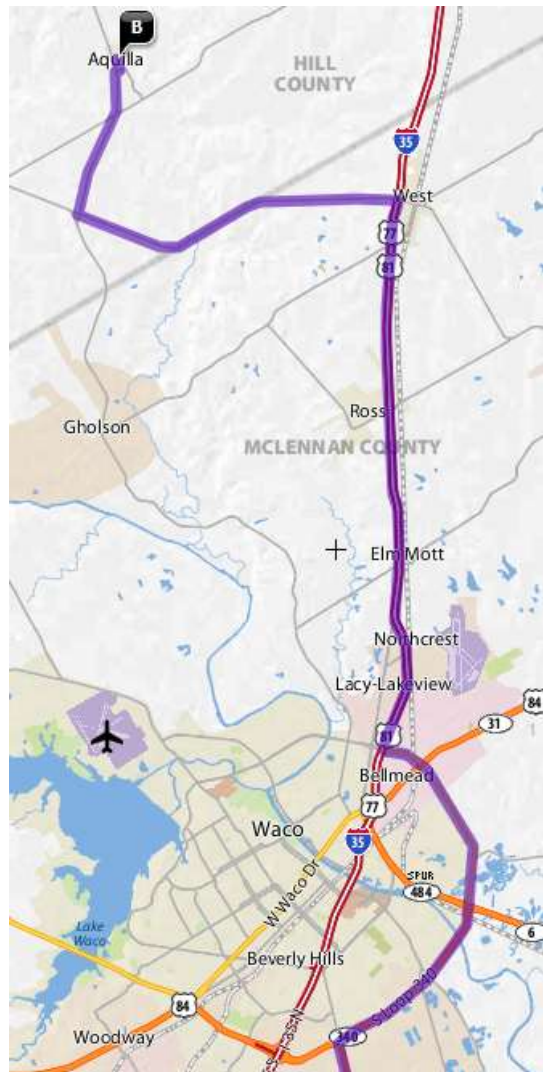 B
Aquilla
HILL
COUNTY
35
West
77
81
Ross
Gholson
MCLENNAN COUNTY
Elm Mott
Northcrest
Lacy-Lakeview
84
31
81
Bellmead
77
Waco
35
W Waco Dr
SPUR
484
6
Lake
Waco
Beverly Hills
S Loop 340
84
Woodway
340
S I-35 N